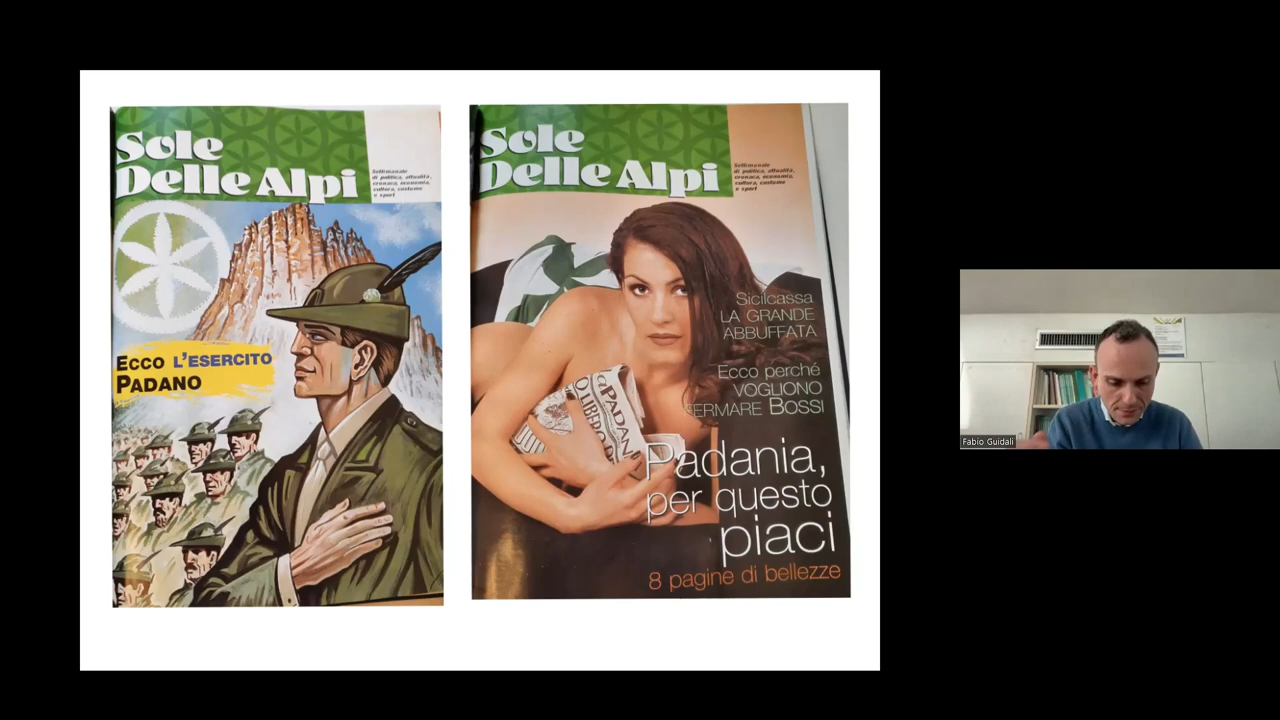 Sole
Delle Alpi
Settimanale
di politica, attualità,
cronaca, economia,
cultura, costume
e sport
Ecco l'esercito
Padano
Sole
Delle Alpi
Settimanale
di politica, attualità,
cronaca, economia,
cultura, costume
e sport
Sicilcassa
LA GRANDE
ABBUFFATA
Ecco perché
VOGLIONO
FERMARE BOSSI
la PADAN
Padania,
per questo
piaci
8 pagine di bellezze
Fabio Guidali